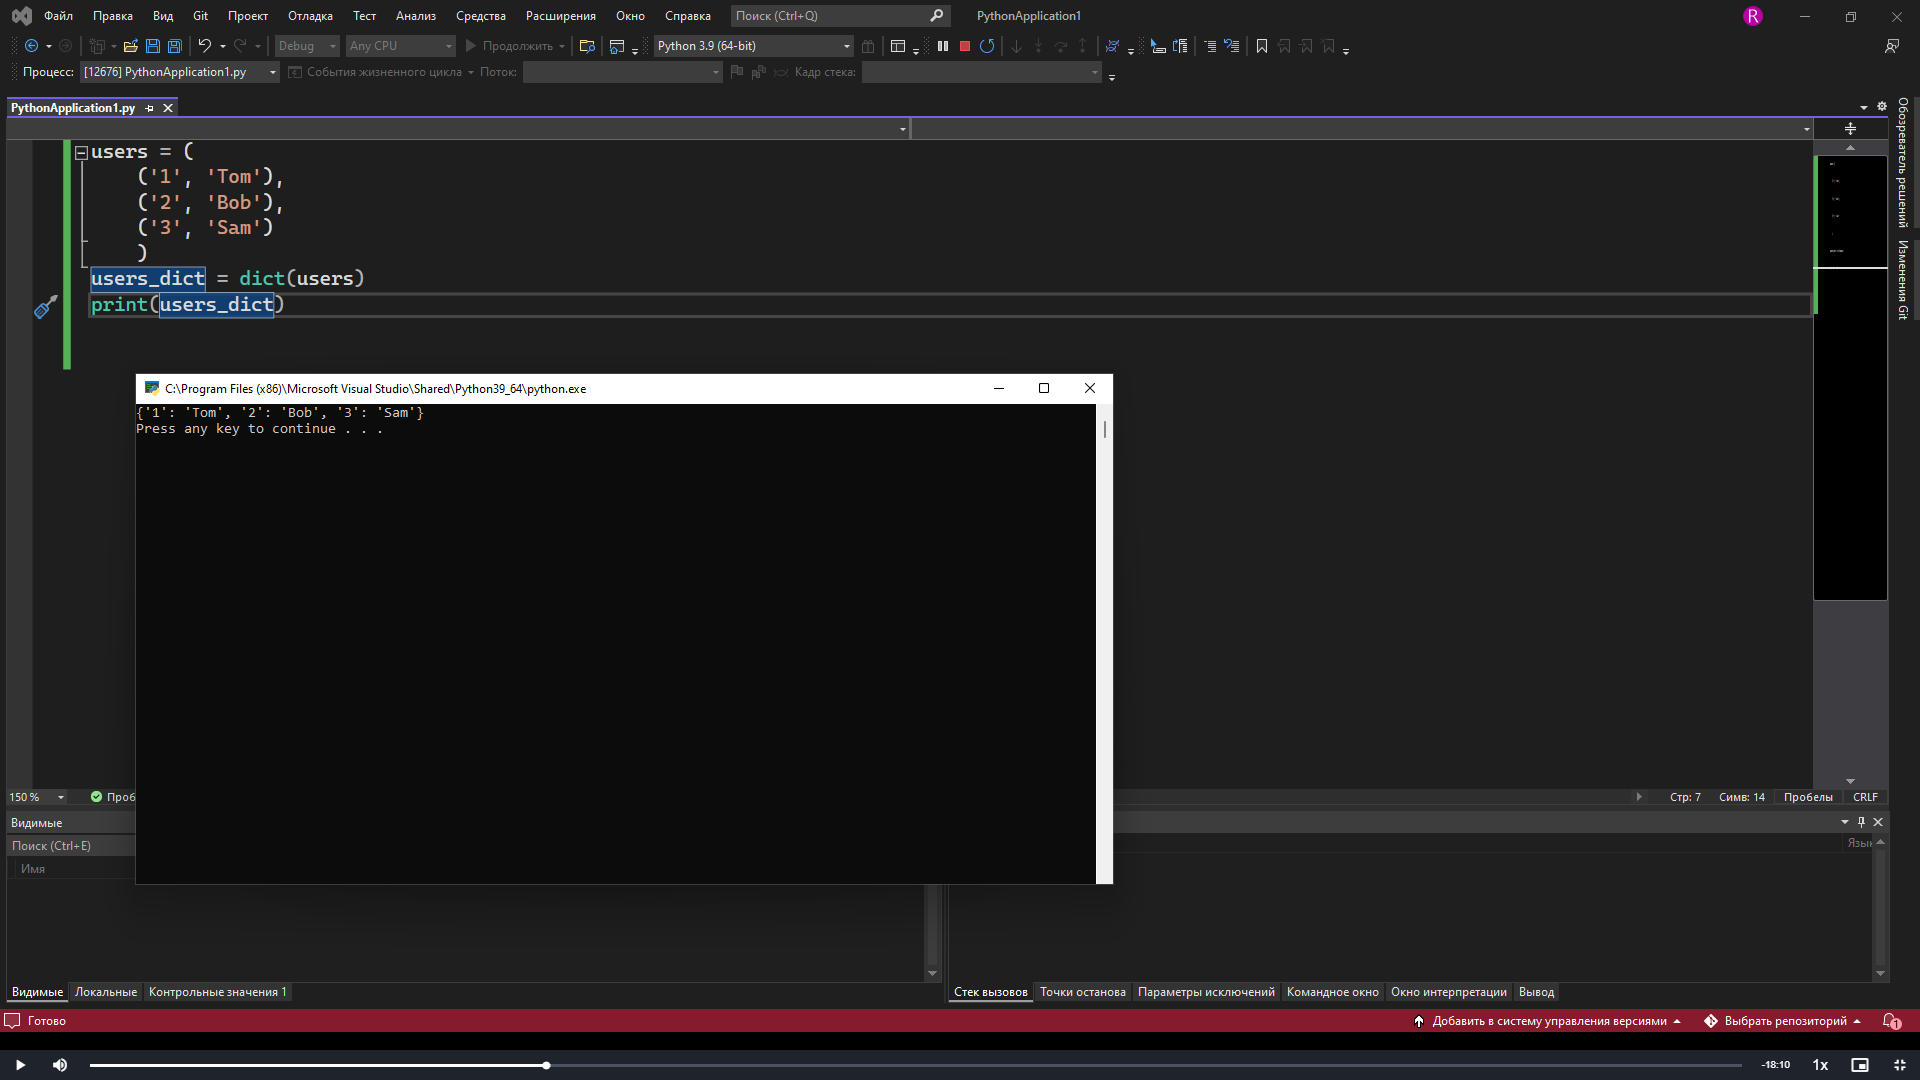 Файл Правка Вид Git Проект Отладка Тест Анализ Средства Расширения Окно Справка Поиск (Ctrl+Q) PythonApplication1 R
Debug Any CPU Продолжить Python 3.9 (64-bit)
Процесс: [12676] PythonApplication1.py События жизненного цикла Поток: Кадр стека:
PythonApplication1.py
users = (
('1', 'Tom'),
('2', 'Bob'),
('3', 'Sam')
)
users_dict = dict(users)
print(users_dict)
Обозреватель решений
Изменения Git
C:\Program Files (x86)\Microsoft Visual Studio\Shared\Python39_64\python.exe
{'1': 'Tom', '2': 'Bob', '3': 'Sam'}
Press any key to continue . . .
150 % Стр: 7 Симв: 14 Пробелы CRLF
Видимые
Поиск (Ctrl+E)
Имя
Видимые Локальные Контрольные значения 1
Стек вызовов Точки останова Параметры исключений Командное окно Окно интерпретации Вывод
Готово Добавить в систему управления версиями Выбрать репозиторий 1
-18:10 1x